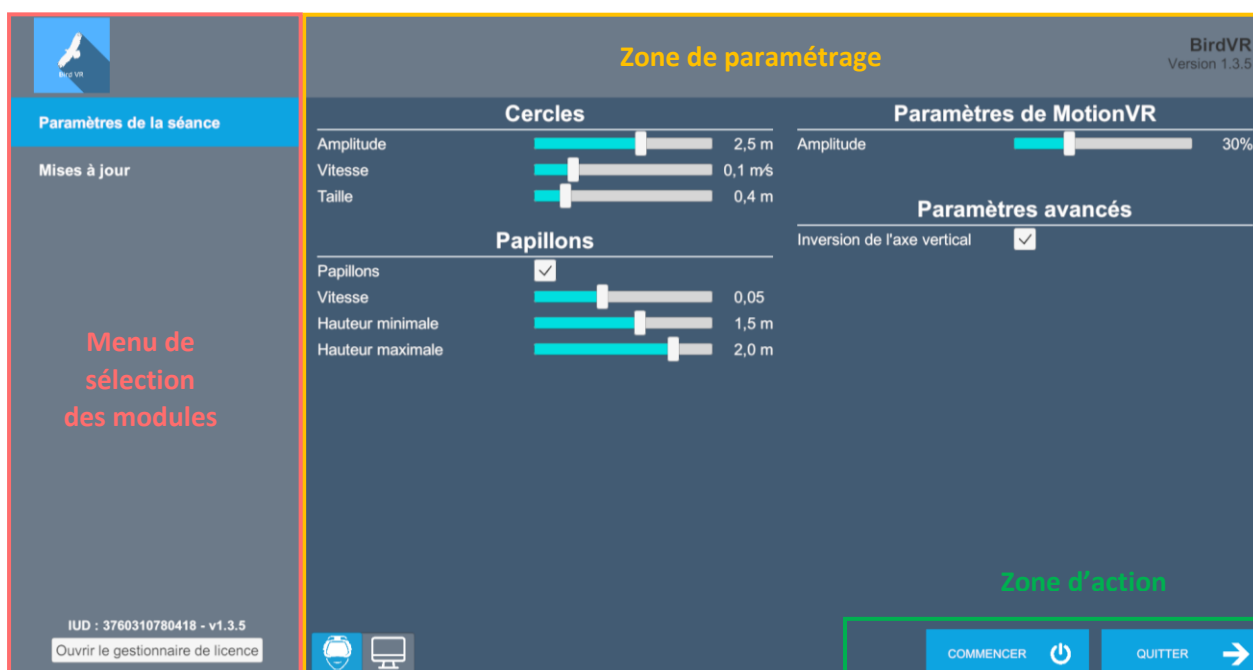 Bird VR
Paramètres de la séance
Mises à jour
Menu de
sélection
des modules
IUD : 3760310780418 - v1.3.5
Ouvrir le gestionnaire de licence
Zone de paramétrage
BirdVR
Version 1.3.5
Cercles
Amplitude 2,5 m
Vitesse 0,1 m/s
Taille 0,4 m
Papillons
Papillons
Vitesse 0,05
Hauteur minimale 1,5 m
Hauteur maximale 2,0 m
Paramètres de MotionVR
Amplitude 30%
Paramètres avancés
Inversion de l'axe vertical
Zone d’action
COMMENCER
QUITTER